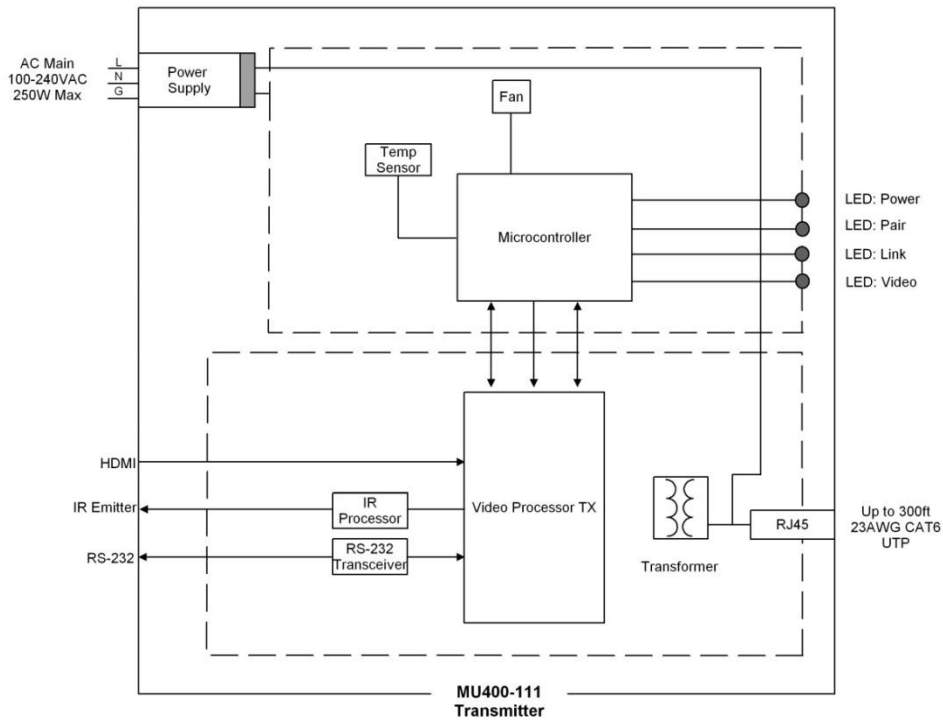 AC Main
100-240VAC
250W Max
L
N
G
Power
Supply
Fan
Temp
Sensor
Microcontroller
LED: Power
LED: Pair
LED: Link
LED: Video
HDMI
IR Emitter
RS-232
IR
Processor
RS-232
Transceiver
Video Processor TX
Transformer
RJ45
Up to 300ft
23AWG CAT6
UTP
MU400-111
Transmitter